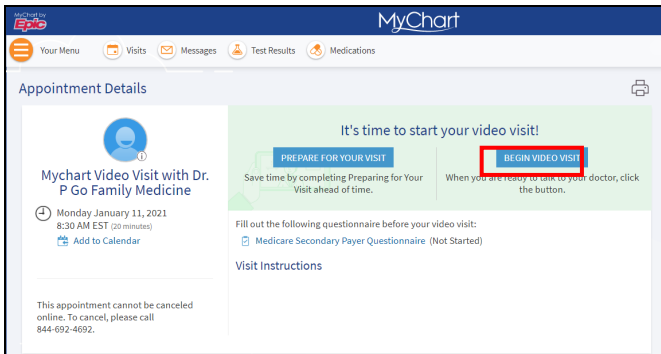 MyChart by
Epic
MyChart
Your Menu
Visits
Messages
Test Results
Medications
Appointment Details
Mychart Video Visit with Dr.
P Go Family Medicine
Monday January 11, 2021
8:30 AM EST (20 minutes)
Add to Calendar
This appointment cannot be canceled
online. To cancel, please call
844-692-4692.
It's time to start your video visit!
PREPARE FOR YOUR VISIT
Save time by completing Preparing for Your
Visit ahead of time.
BEGIN VIDEO VISIT
When you are ready to talk to your doctor, click
the button.
Fill out the following questionnaire before your video visit:
Medicare Secondary Payer Questionnaire (Not Started)
Visit Instructions